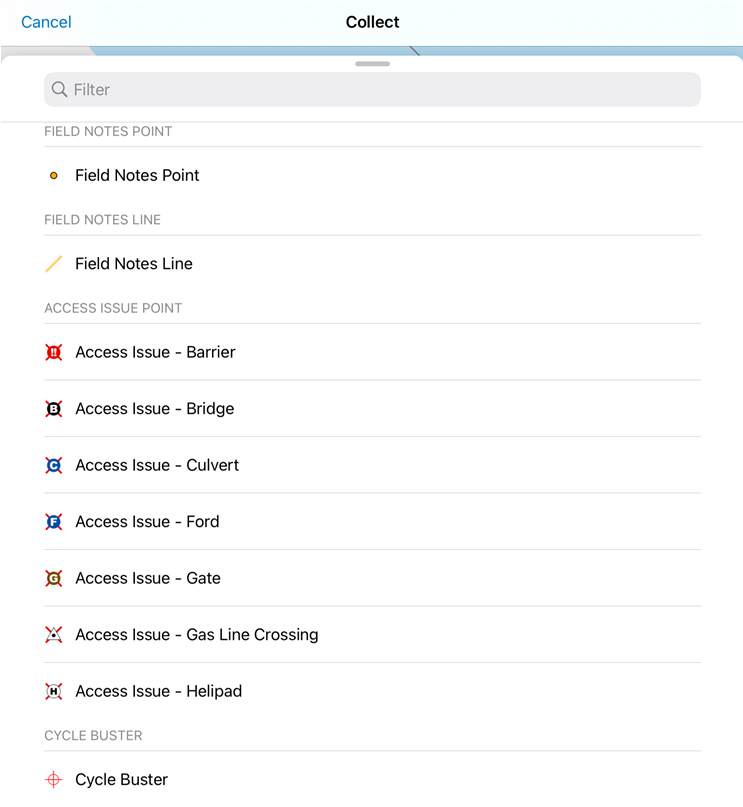 Cancel
Collect
Filter
FIELD NOTES POINT
Field Notes Point
FIELD NOTES LINE
Field Notes Line
ACCESS ISSUE POINT
!! Access Issue - Barrier
B Access Issue - Bridge
C Access Issue - Culvert
F Access Issue - Ford
G Access Issue - Gate
Access Issue - Gas Line Crossing
H Access Issue - Helipad
CYCLE BUSTER
Cycle Buster